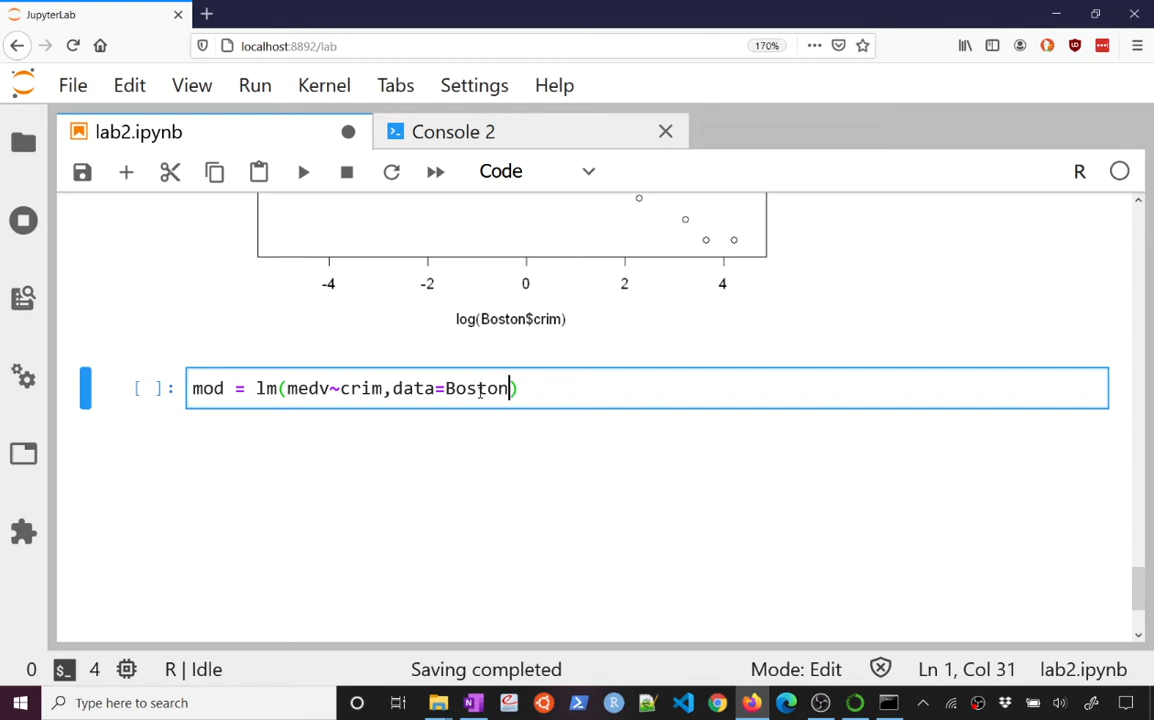 JupyterLab
localhost:8892/lab
170%
File Edit View Run Kernel Tabs Settings Help
lab2.ipynb
Console 2
Code
R
-4 -2 0 2 4
log(Boston$crim)
[ ]: mod = lm(medv~crim,data=Boston)
0 $_ 4 R | Idle Saving completed Mode: Edit Ln 1, Col 31 lab2.ipynb
Type here to search